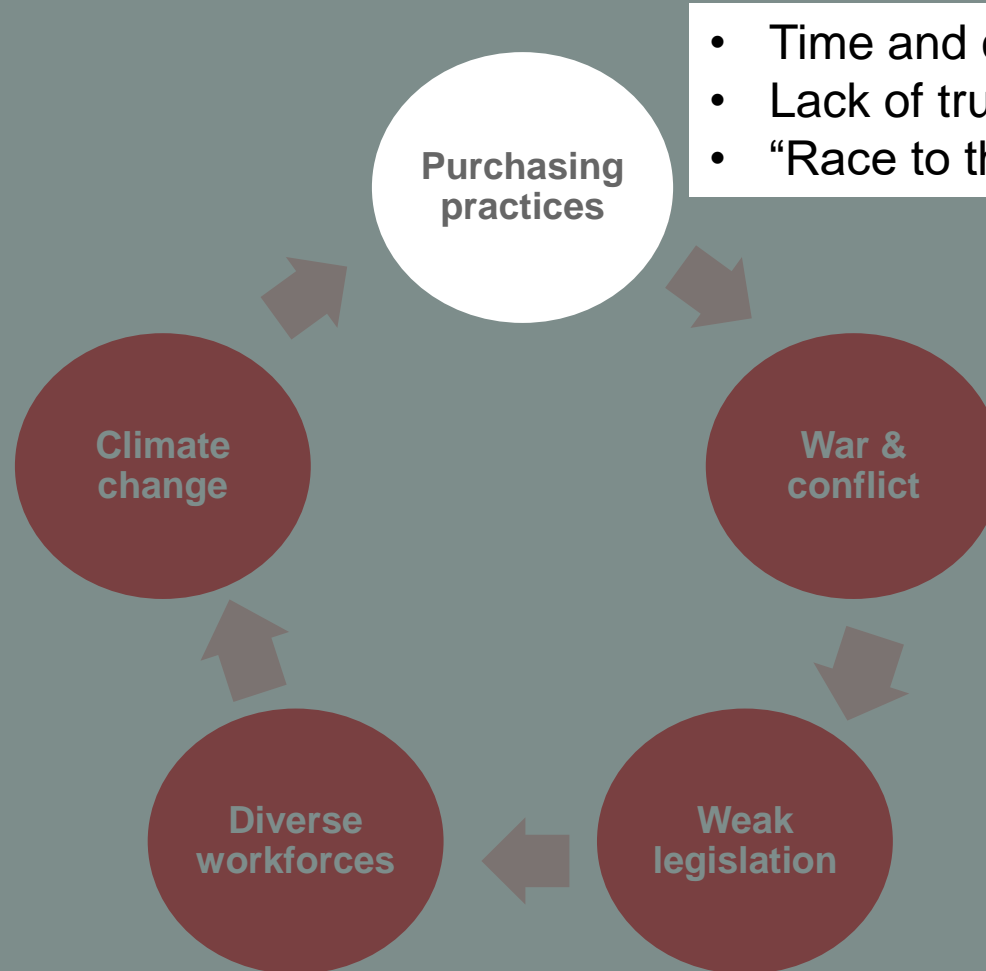 • Time and
• Lack of
• “Race to
Purchasing
practices
Climate
change
War &
conflict
Diverse
workforces
Weak
legislation